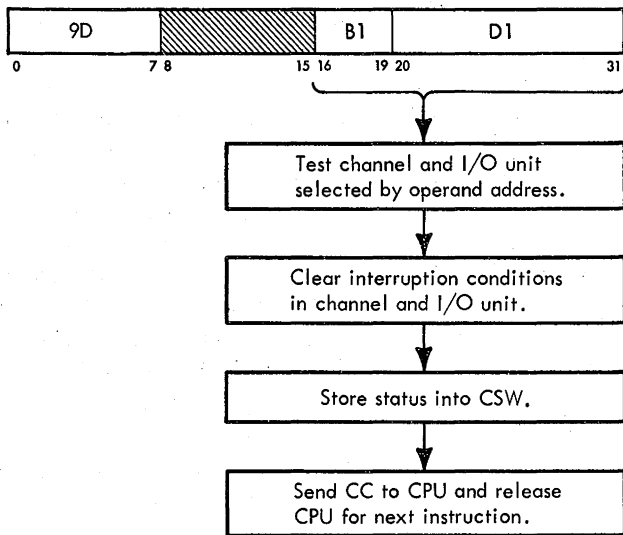 9D B1 D1
0 7 8 15 16 19 20 31
Test channel and I/O unit
selected by operand address.
Clear interruption conditions
in channel and I/O unit.
Store status into CSW.
Send CC to CPU and release
CPU for next instruction.